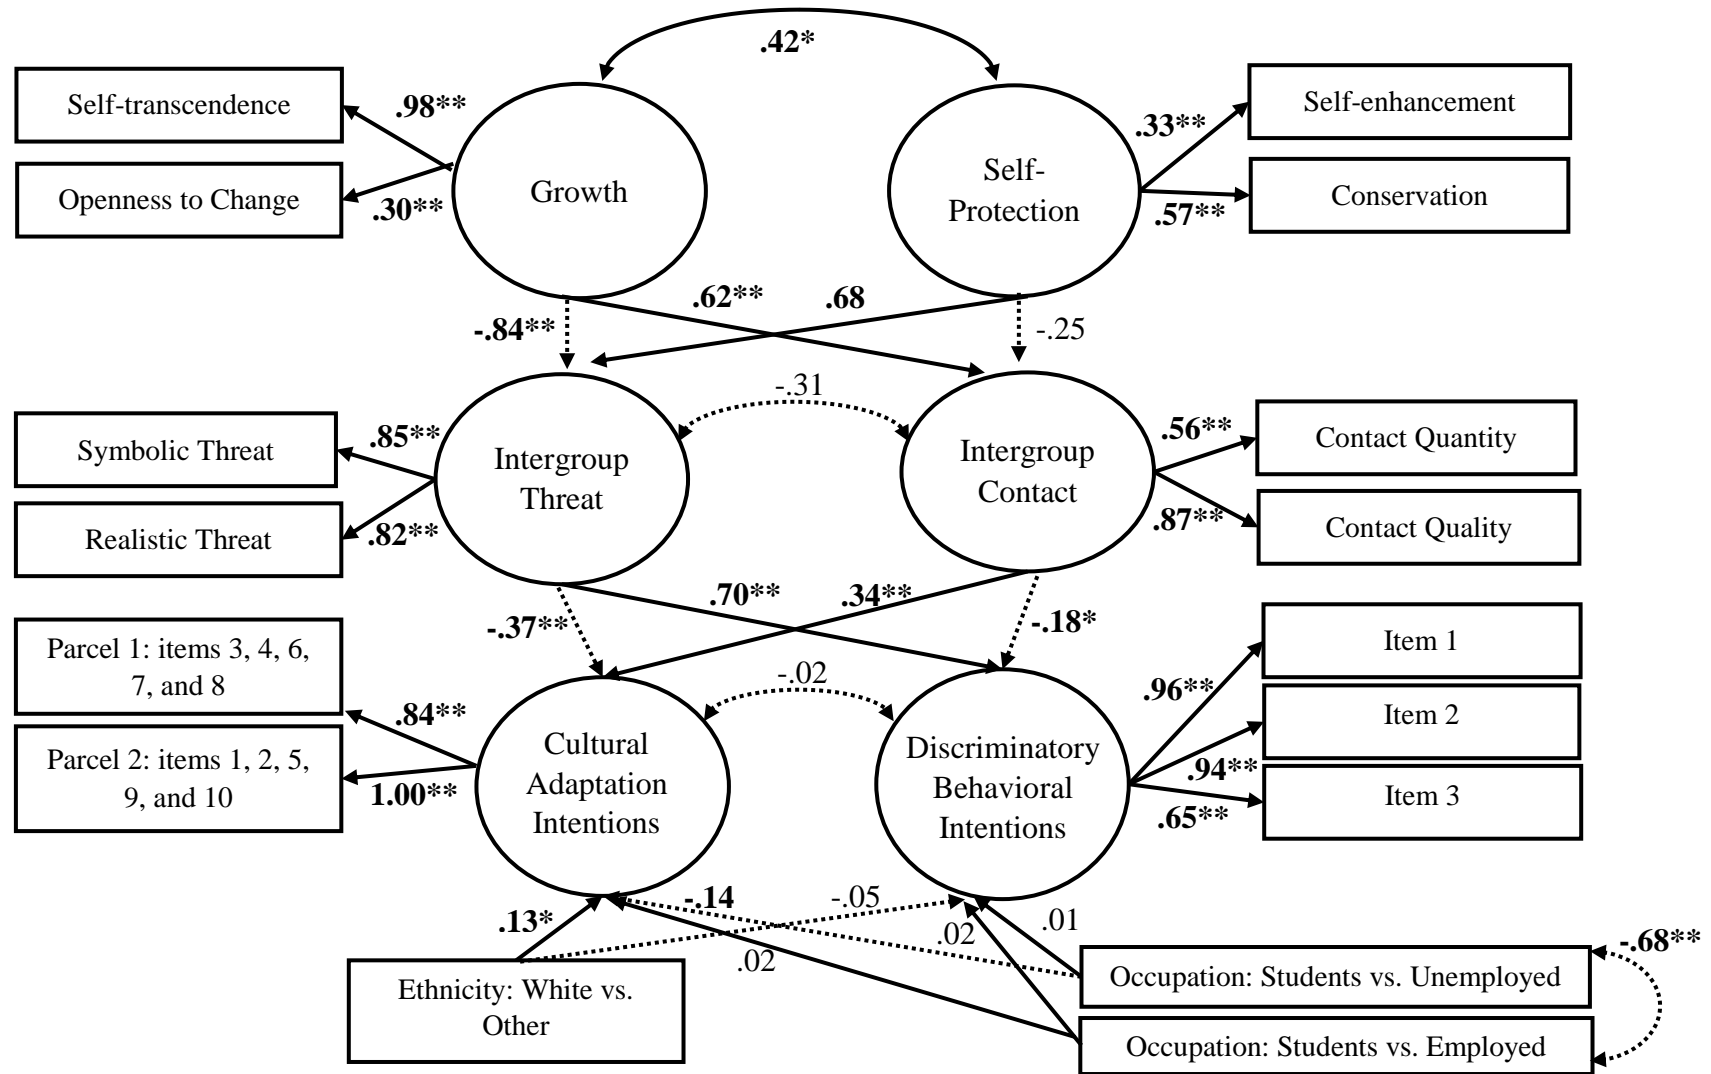 .42*
Self-transcendence
.98**
Openness to Change
.30**
Growth
Self-
Protection
.33**
Self-enhancement
.57**
Conservation
-.84**
.62**
.68
-.25
-.31
Symbolic Threat
.85**
Realistic Threat
.82**
Intergroup
Threat
Intergroup
Contact
.56**
Contact Quantity
.87**
Contact Quality
-.37**
.70**
.34**
-.18*
-.02
Parcel 1: items 3, 4, 6,
7, and 8
.84**
Parcel 2: items 1, 2, 5,
9, and 10
1.00**
Cultural
Adaptation
Intentions
Discriminatory
Behavioral
Intentions
.96**
Item 1
.94**
Item 2
.65**
Item 3
.13*
-.14
-.05
.02
.02
.01
-.68**
Ethnicity: White vs.
Other
Occupation: Students vs. Unemployed
Occupation: Students vs. Employed